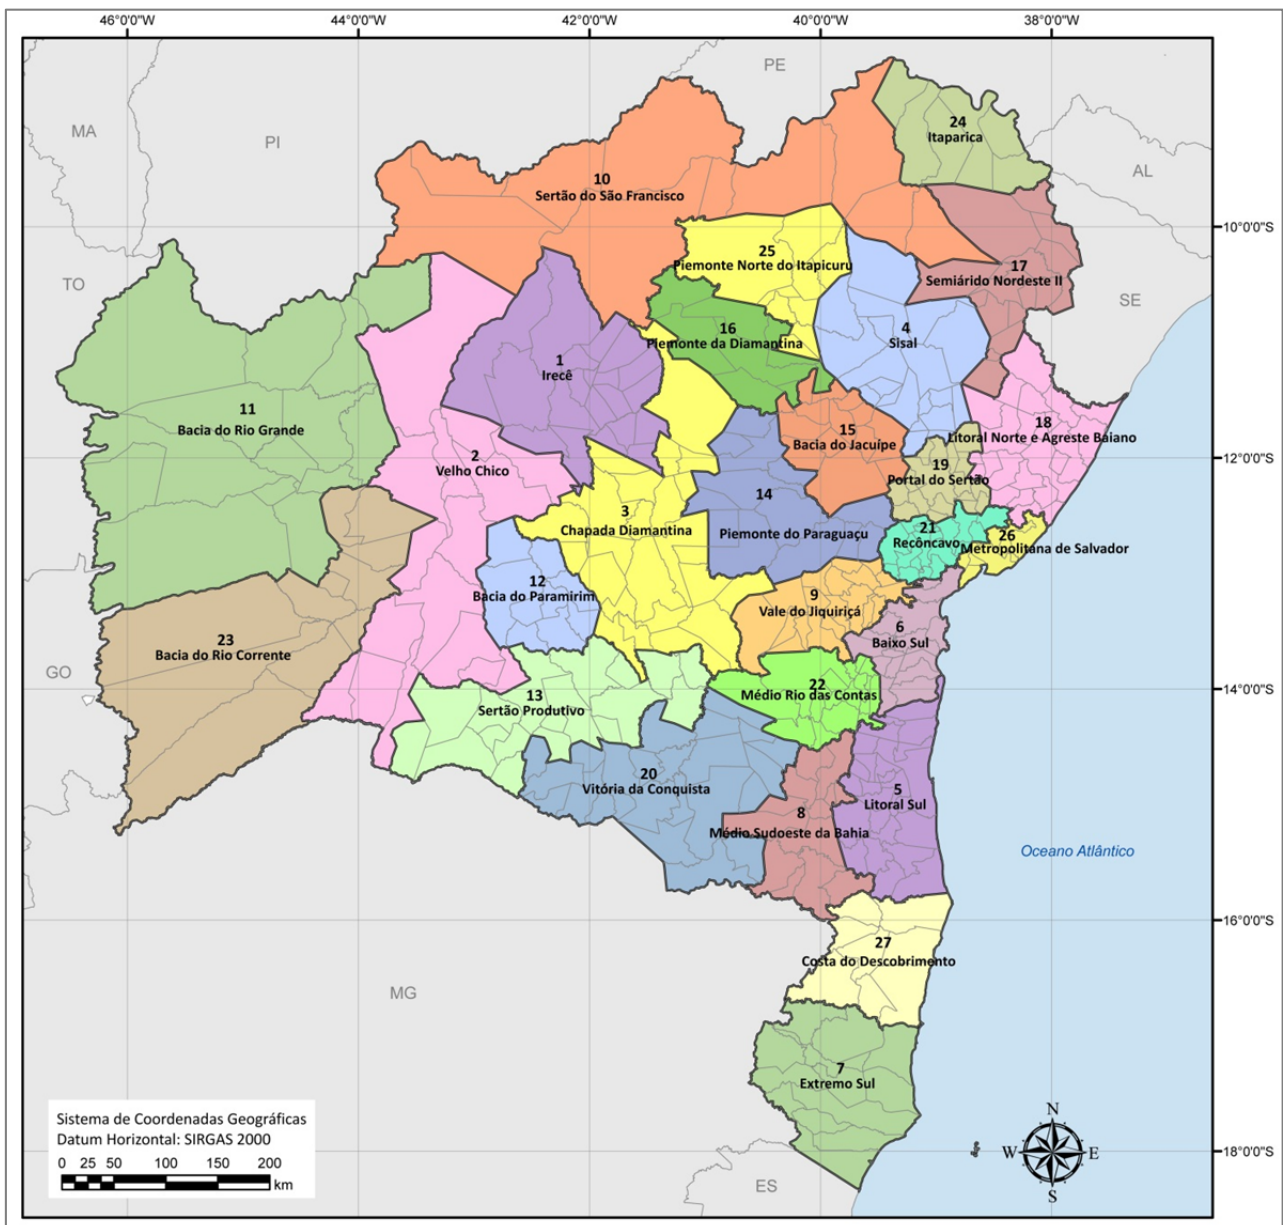 46°0'0"W 44°0'0"W 42°0'0"W 40°0'0"W 38°0'0"W
PE
24
Itaparica
MA
PI
AL
10
Sertão do São Francisco
10°0'0"S
25
Piemonte Norte do Itapicuru
17
Semiárido Nordeste II
TO
SE
16
Piemonte da Diamantina
4
Sisal
1
Irecê
11
Bacia do Rio Grande
15
Bacia do Jacuípe
18
Litoral Norte e Agreste Baiano
2
Velho Chico
19
Portal do Sertão
12°0'0"S
14
Piemonte do Paraguaçu
3
Chapada Diamantina
21
Recôncavo
26
Metropolitana de Salvador
12
Bacia do Paramirim
9
Vale do Jiquiriçá
6
Baixo Sul
23
Bacia do Rio Corrente
GO
22
Médio Rio das Contas
14°0'0"S
13
Sertão Produtivo
20
Vitória da Conquista
5
Litoral Sul
8
Médio Sudoeste da Bahia
Oceano Atlântico
16°0'0"S
27
Costa do Descobrimento
MG
7
Extremo Sul
Sistema de Coordenadas Geográficas
Datum Horizontal: SIRGAS 2000
0 25 50 100 150 200
km
N
W E
S
18°0'0"S
ES